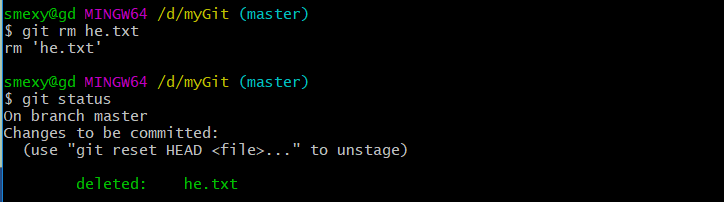 smexy@gd MINGW64 /d/myGit (master)
$ git rm he.txt
rm 'he.txt'
smexy@gd MINGW64 /d/myGit (master)
$ git status
On branch master
Changes to be committed:
  (use "git reset HEAD <file>..." to unstage)
        deleted:    he.txt